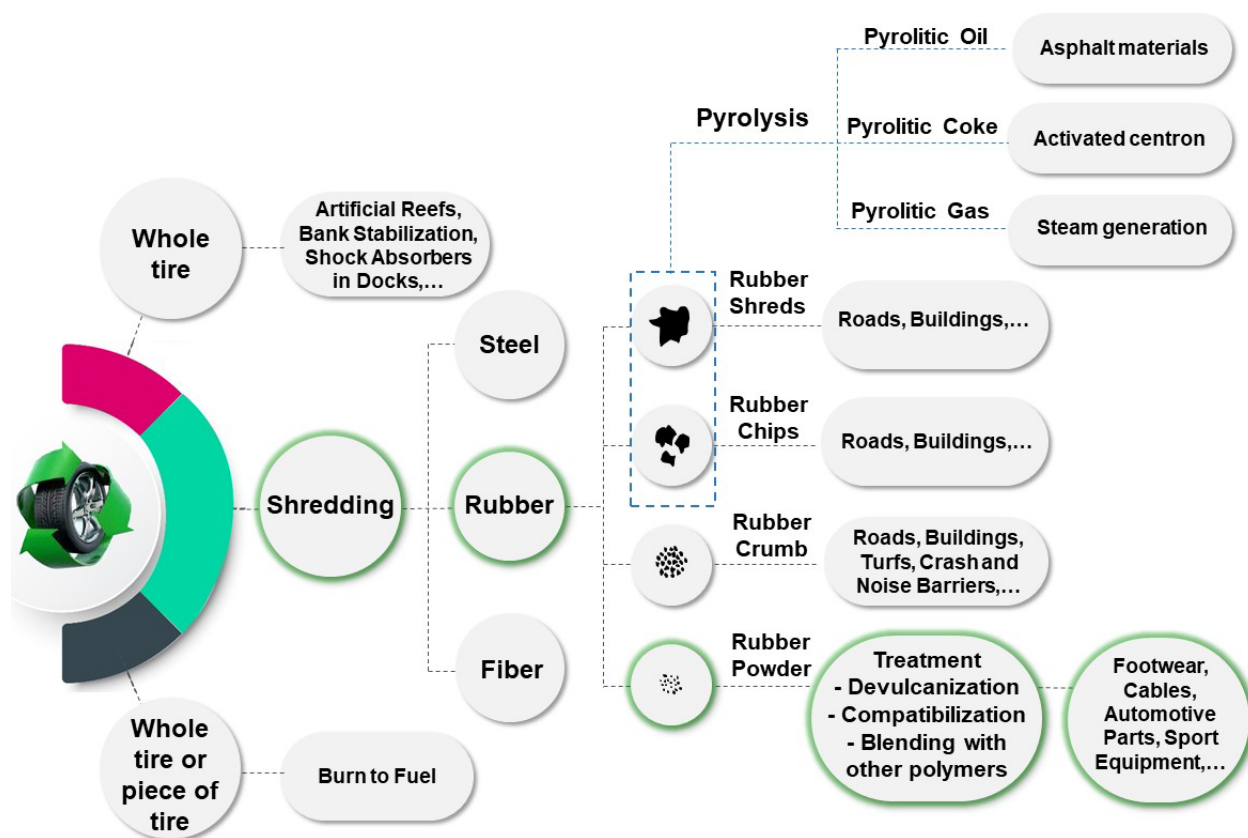 Pyrolitic Oil
Asphalt materials
Pyrolysis
Pyrolitic Coke
Activated centron
Pyrolitic Gas
Steam generation
Whole
tire
Artificial Reefs,
Bank Stabilization,
Shock Absorbers
in Docks,...
Rubber
Shreds
Roads, Buildings,...
Steel
Rubber
Chips
Roads, Buildings,...
Shredding
Rubber
Rubber
Crumb
Roads, Buildings,
Turfs, Crash and
Noise Barriers,...
Fiber
Rubber
Powder
Treatment
- Devulcanization
- Compatibilization
- Blending with
other polymers
Footwear,
Cables,
Automotive
Parts, Sport
Equipment,...
Whole
tire or
piece of
tire
Burn to Fuel